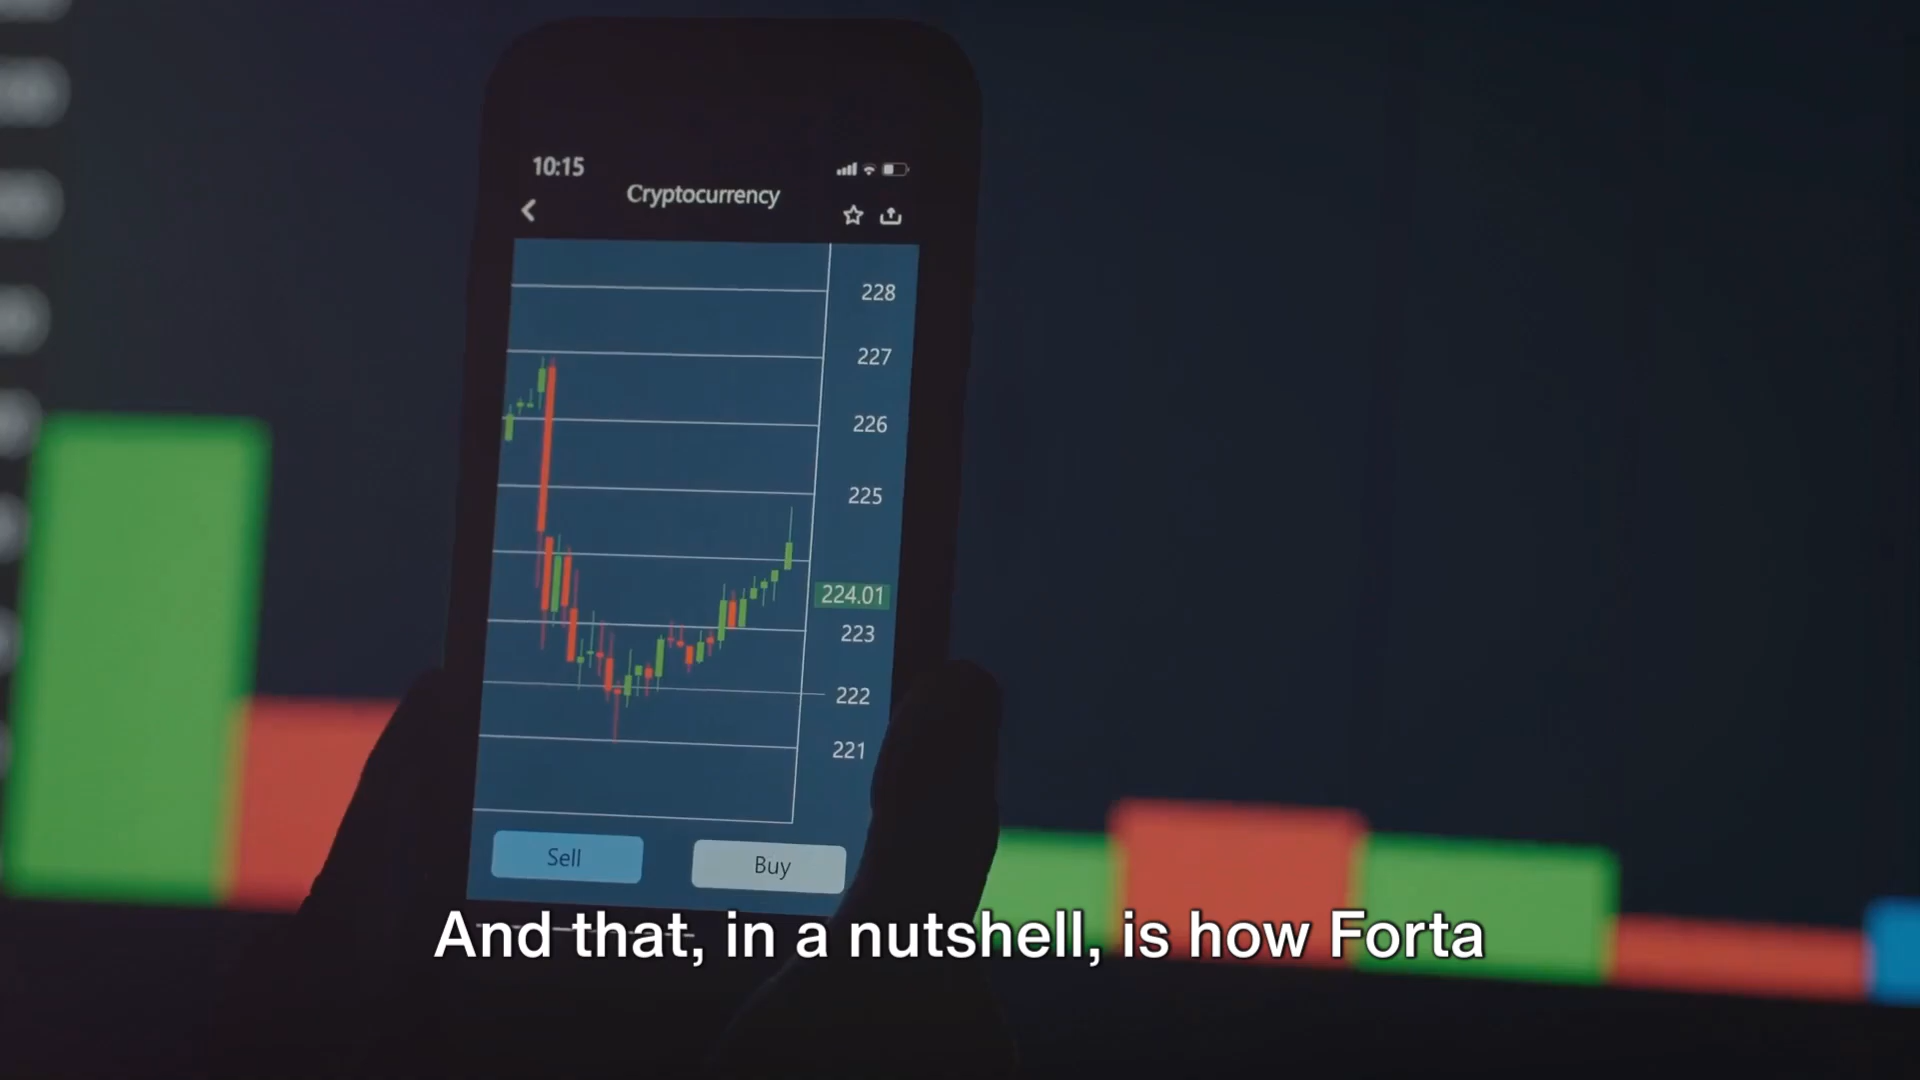 10:15
Cryptocurrency
228
227
226
225
224.01
223
222
221
Sell
Buy
And that, in a nutshell, is how Forta